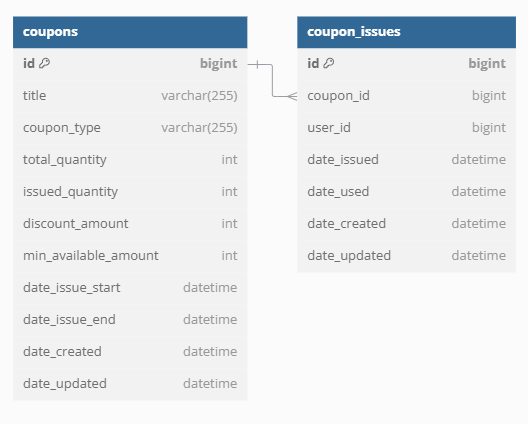 coupons
id bigint
title varchar(255)
coupon_type varchar(255)
total_quantity int
issued_quantity int
discount_amount int
min_available_amount int
date_issue_start datetime
date_issue_end datetime
date_created datetime
date_updated datetime
coupon_issues
id bigint
coupon_id bigint
user_id bigint
date_issued datetime
date_used datetime
date_created datetime
date_updated datetime